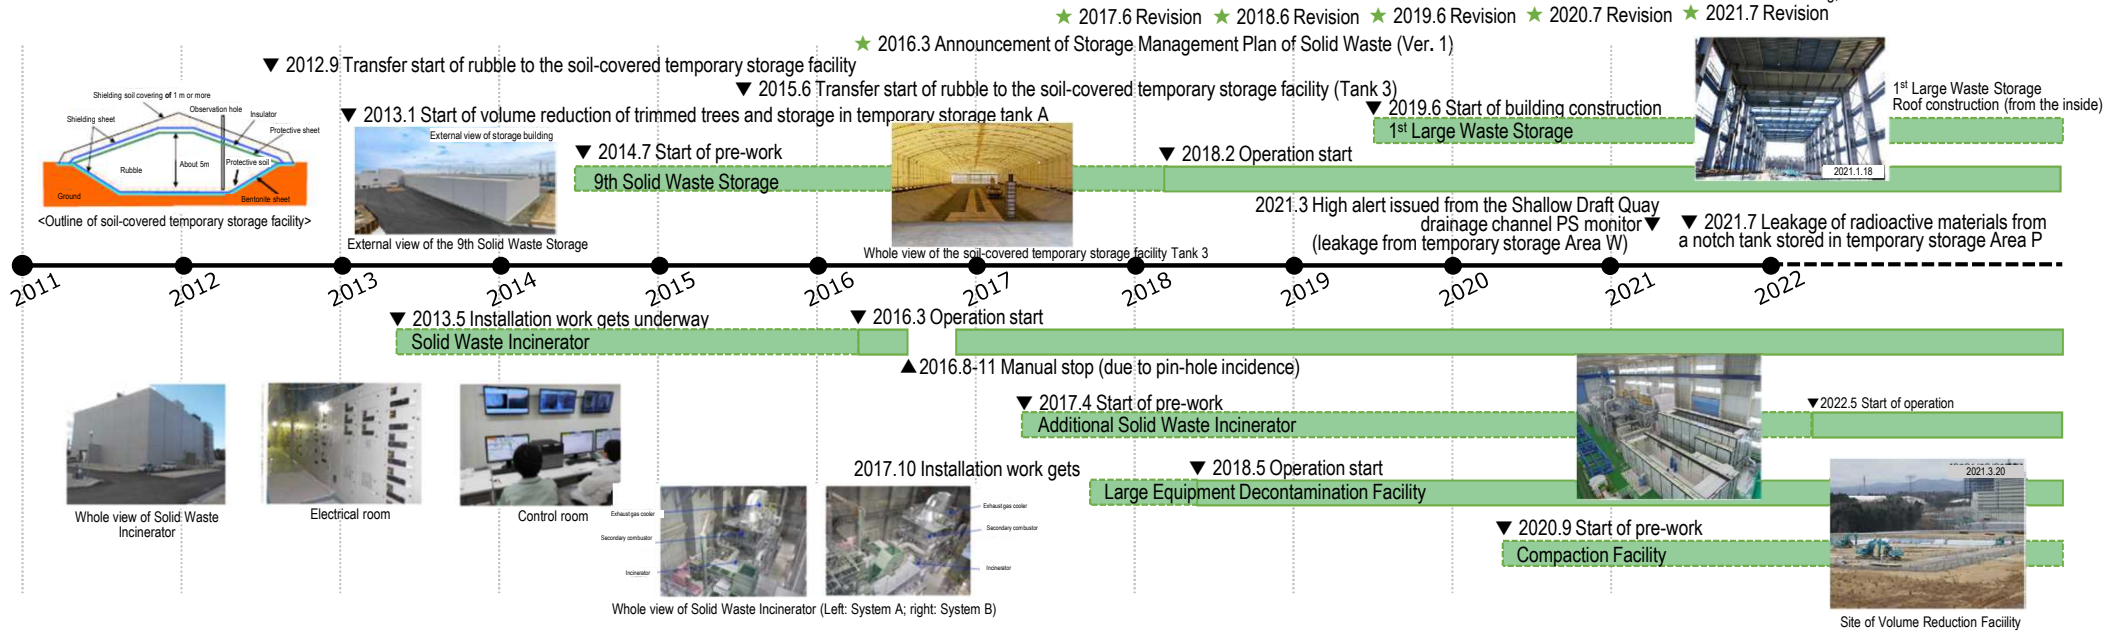 ★ 2017.6 Revision ★ 2018.6 Revision ★ 2019.6 Revision ★ 2020.7 Revision ★ 2021.7 Revision
★ 2016.3 Announcement of Storage Management Plan of Solid Waste (Ver. 1)
▼ 2012.9 Transfer start of rubble to the soil-covered temporary storage facility
▼ 2015.6 Transfer start of rubble to the soil-covered temporary storage facility (Tank 3)
▼ 2013.1 Start of volume reduction of trimmed trees and storage in temporary storage tank A
Shielding soil covering of 1 m or more
Observation hole
Shielding sheet
Insulator
Protective sheet
About 5m
Protective soil
Rubble
Ground
Bentonite sheet
<Outline of soil-covered temporary storage facility>
External view of storage building
External view of the 9th Solid Waste Storage
▼ 2014.7 Start of pre-work
9th Solid Waste Storage
Whole view of the soil-covered temporary storage facility Tank 3
▼ 2018.2 Operation start
▼ 2019.6 Start of building construction
1st Large Waste Storage
2021.1.18
1st Large Waste Storage
Roof construction (from the inside)
2021.3 High alert issued from the Shallow Draft Quay
drainage channel PS monitor ▼
(leakage from temporary storage Area W)
▼ 2021.7 Leakage of radioactive materials from
a notch tank stored in temporary storage Area P
2011
2012
2013
2014
2015
2016
2017
2018
2019
2020
2021
2022
▼ 2013.5 Installation work gets underway
Solid Waste Incinerator
▼ 2016.3 Operation start
▲ 2016.8-11 Manual stop (due to pin-hole incidence)
▼ 2017.4 Start of pre-work
Additional Solid Waste Incinerator
▼ 2022.5 Start of operation
2017.10 Installation work gets
▼ 2018.5 Operation start
Large Equipment Decontamination Facility
▼ 2020.9 Start of pre-work
Compaction Facility
2021.3.20
Site of Volume Reduction Faciility
Whole view of Solid Waste
Incinerator
Electrical room
Control room
Exhaust gas cooler
Secondary combustor
Incinerator
Exhaust gas cooler
Secondary combustor
Incinerator
Whole view of Solid Waste Incinerator (Left: System A; right: System B)